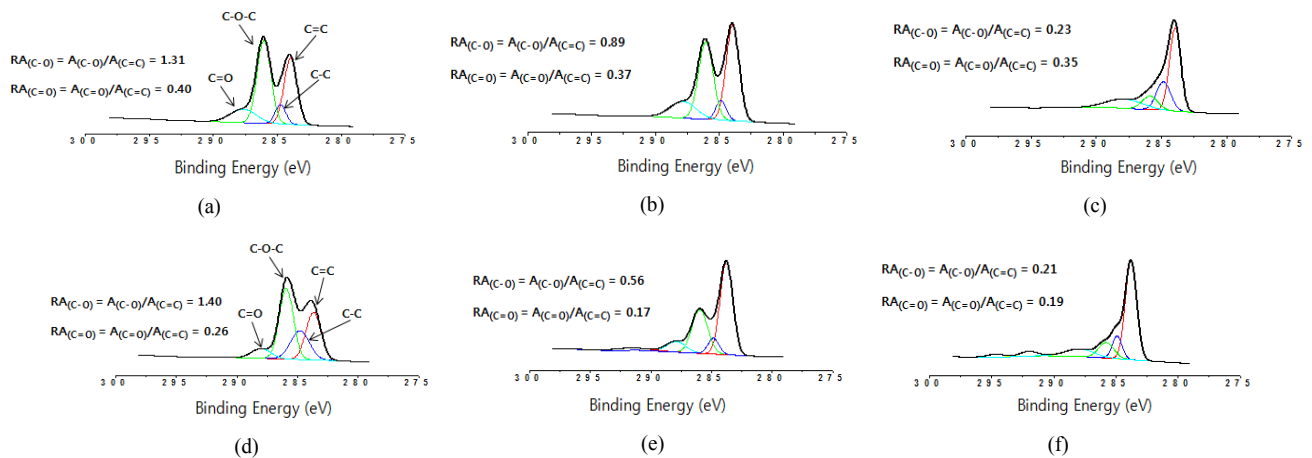 C-O-C
C=C
RA(C-O) = A(C-O)/A(C=C) = 1.31
C=O
C-C
RA(C=O) = A(C=O)/A(C=C) = 0.40
300 295 290 285 280 275
Binding Energy (eV)
(a)
RA(C-O) = A(C-O)/A(C=C) = 0.89
RA(C=O) = A(C=O)/A(C=C) = 0.37
300 295 290 285 280 275
Binding Energy (eV)
(b)
RA(C-O) = A(C-O)/A(C=C) = 0.23
RA(C=O) = A(C=O)/A(C=C) = 0.35
300 295 290 285 280 275
Binding Energy (eV)
(c)
C-O-C
C=C
RA(C-O) = A(C-O)/A(C=C) = 1.40
C=O
C-C
RA(C=O) = A(C=O)/A(C=C) = 0.26
300 295 290 285 280 275
Binding Energy (eV)
(d)
RA(C-O) = A(C-O)/A(C=C) = 0.56
RA(C=O) = A(C=O)/A(C=C) = 0.17
300 295 290 285 280 275
Binding Energy (eV)
(e)
RA(C-O) = A(C-O)/A(C=C) = 0.21
RA(C=O) = A(C=O)/A(C=C) = 0.19
300 295 290 285 280 275
Binding Energy (eV)
(f)